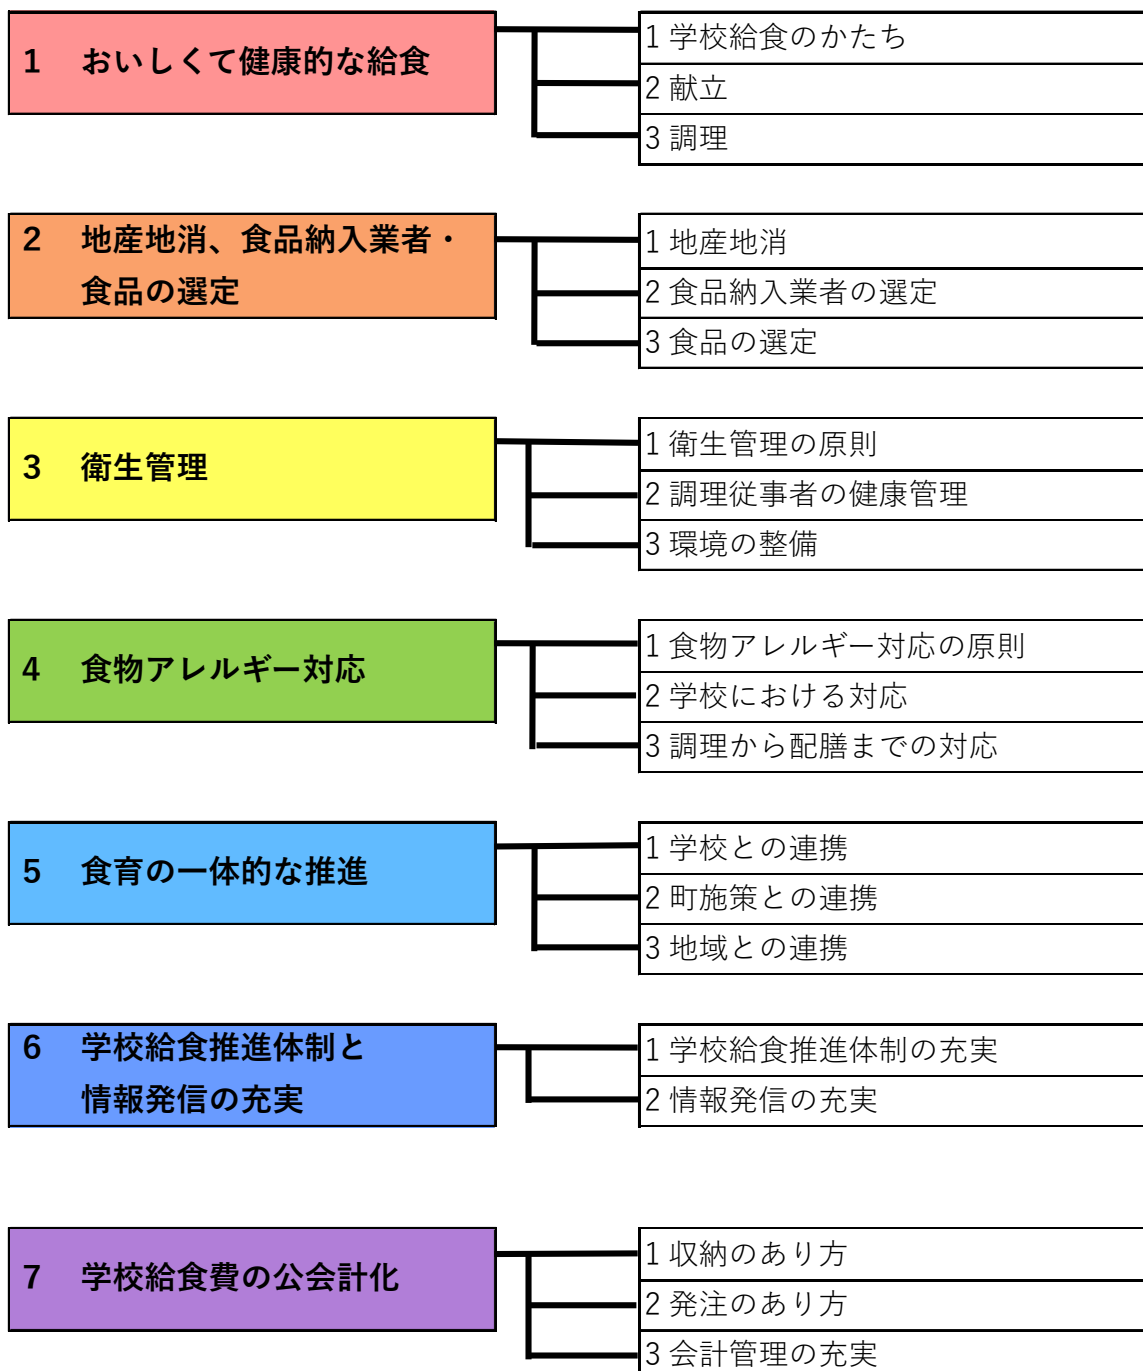 1 おいしくて健康的な給食
1 学校給食のかたち
2 献立
3 調理
2 地産地消、食品納入業者・
食品の選定
1 地産地消
2 食品納入業者の選定
3 食品の選定
3 衛生管理
1 衛生管理の原則
2 調理従事者の健康管理
3 環境の整備
4 食物アレルギー対応
1 食物アレルギー対応の原則
2 学校における対応
3 調理から配膳までの対応
5 食育の一体的な推進
1 学校との連携
2 町施策との連携
3 地域との連携
6 学校給食推進体制と
情報発信の充実
1 学校給食推進体制の充実
2 情報発信の充実
7 学校給食費の公会計化
1 収納のあり方
2 発注のあり方
3 会計管理の充実